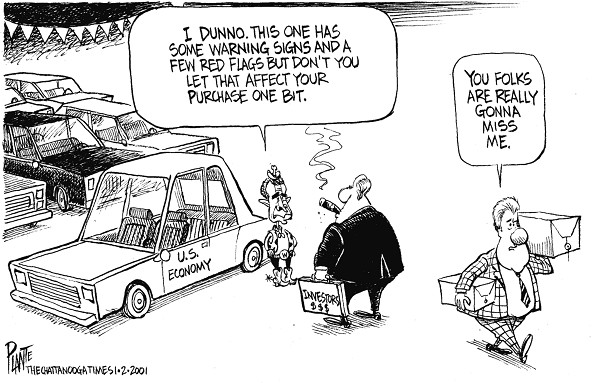 I DUNNO. THIS ONE HAS
SOME WARNING SIGNS AND A
FEW RED FLAGS BUT DON'T YOU
LET THAT AFFECT YOUR
PURCHASE ONE BIT.
YOU FOLKS
ARE REALLY
GONNA
MISS
ME.
U.S.
ECONOMY
INVESTORS
$$$
PLANTE
THE CHATTANOOGA TIMES 1·2·2001